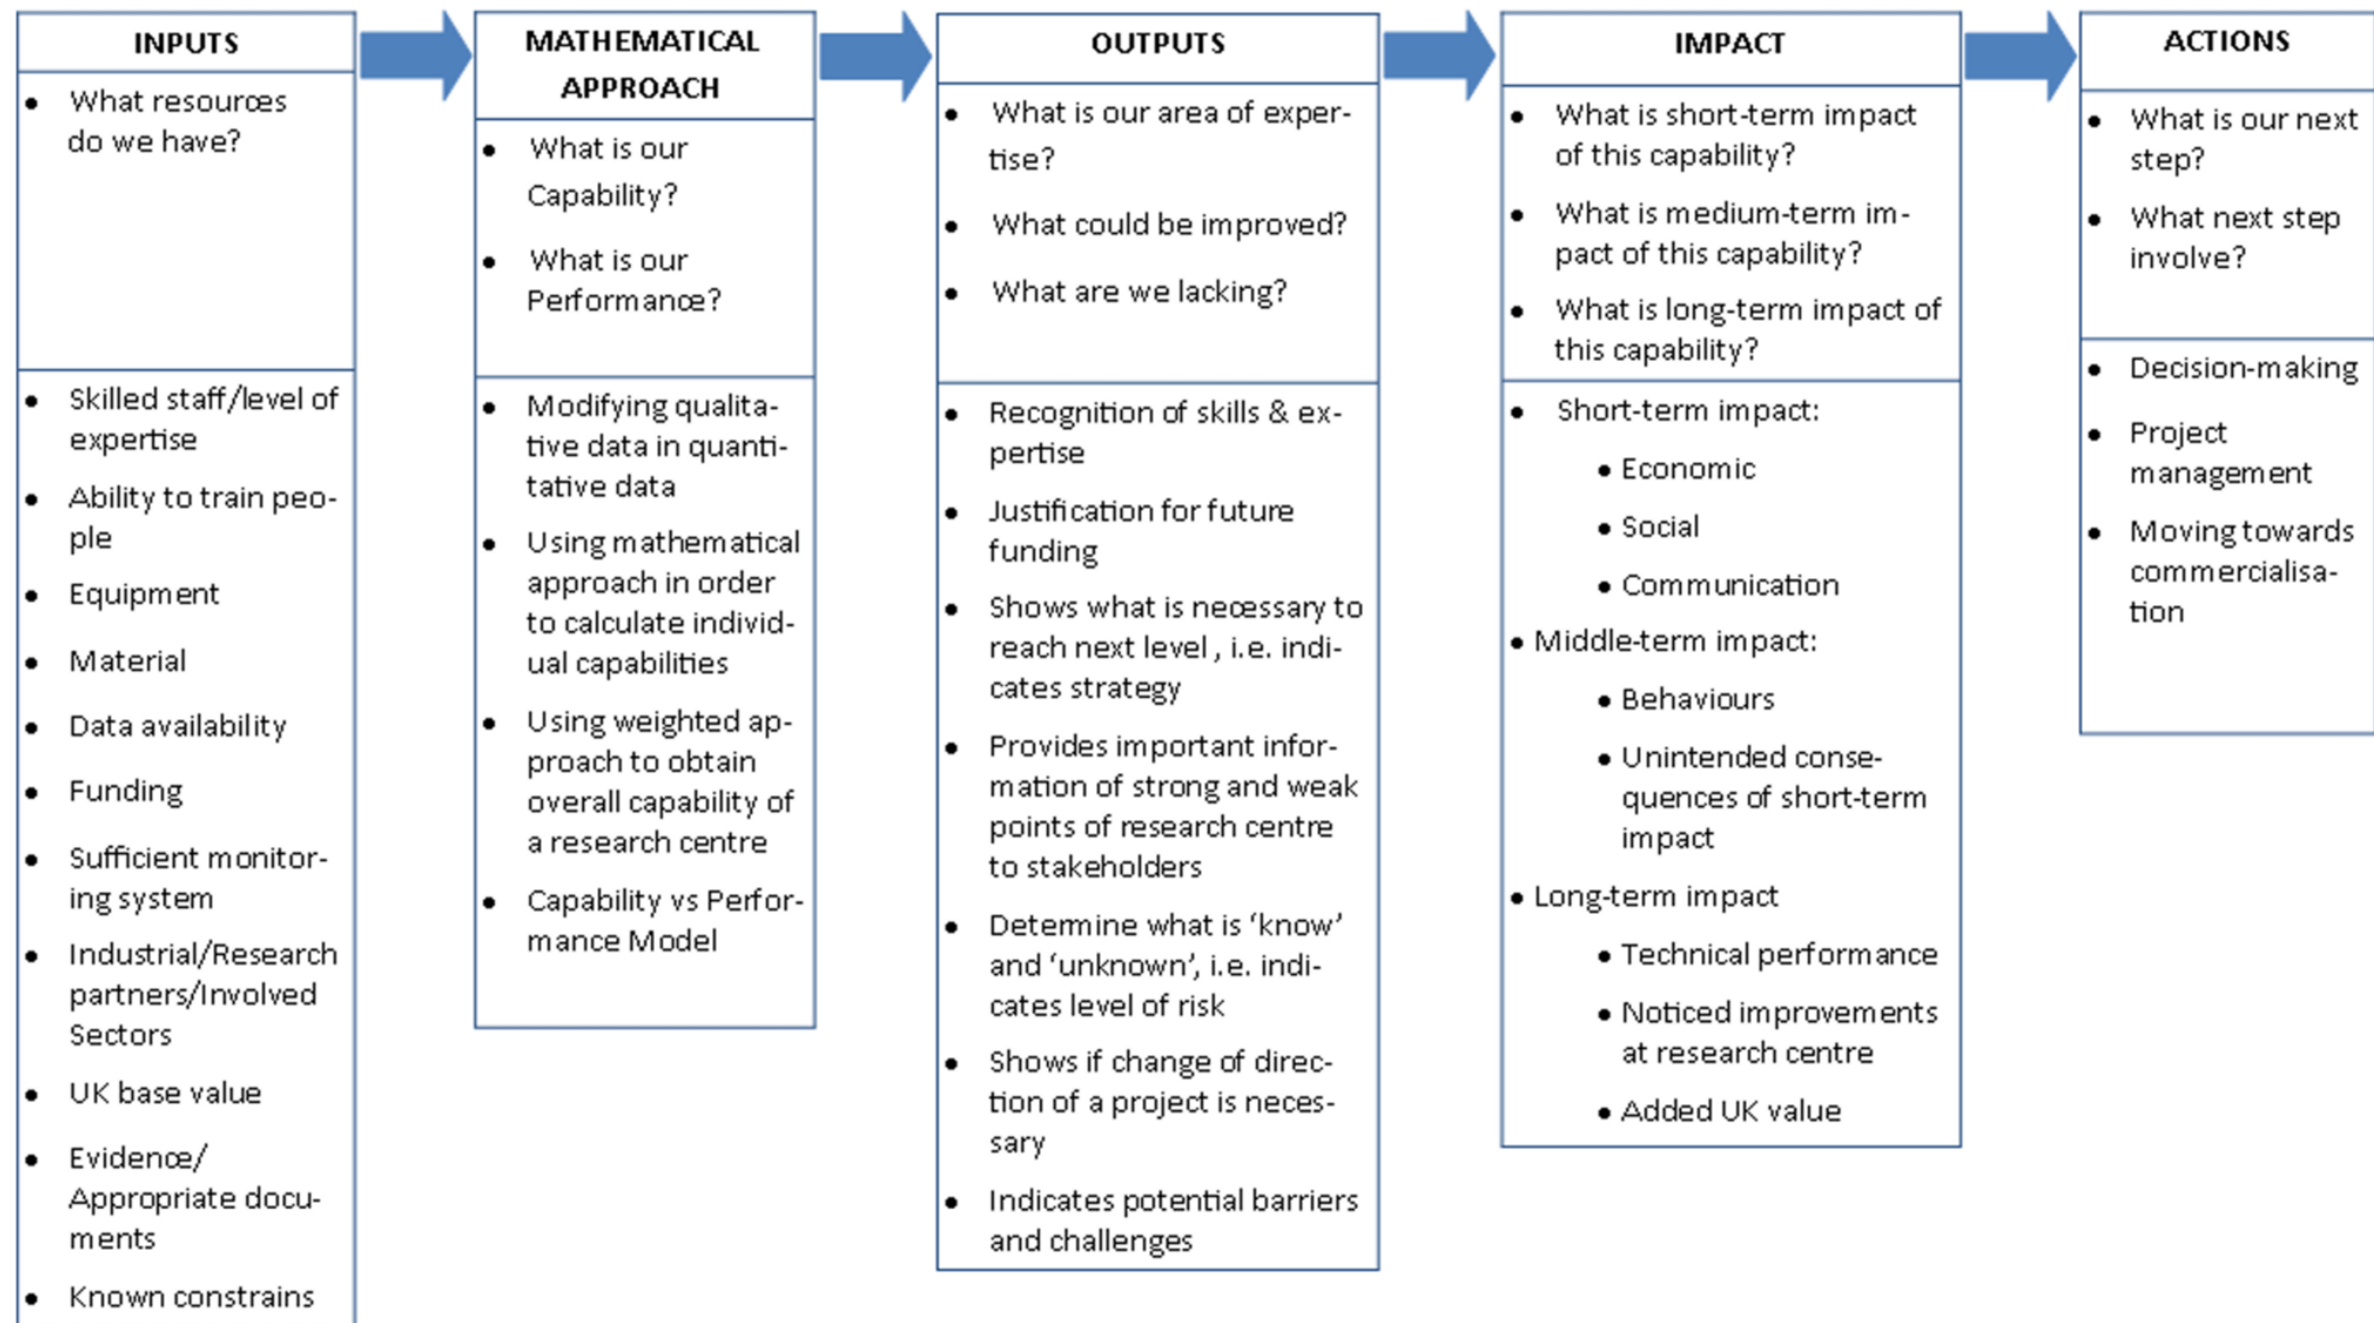 INPUTS
• What resources
do we have?
• Skilled staff/level of
expertise
• Ability to train peo-
ple
• Equipment
• Material
• Data availability
• Funding
• Sufficient monitor-
ing system
• Industrial/Research
partners/Involved
Sectors
• UK base value
• Evidence/
Appropriate docu-
ments
• Known constrains
MATHEMATICAL
APPROACH
• What is our
Capability?
• What is our
Performance?
• Modifying qualita-
tive data in quanti-
tative data
• Using mathematical
approach in order
to calculate individ-
ual capabilities
• Using weighted ap-
proach to obtain
overall capability of
a research centre
• Capability vs Perfor-
mance Model
OUTPUTS
• What is our area of exper-
tise?
• What could be improved?
• What are we lacking?
• Recognition of skills & ex-
pertise
• Justification for future
funding
• Shows what is necessary to
reach next level , i.e. indi-
cates strategy
• Provides important infor-
mation of strong and weak
points of research centre
to stakeholders
• Determine what is ‘know’
and ‘unknown’, i.e. indi-
cates level of risk
• Shows if change of direc-
tion of a project is neces-
sary
• Indicates potential barriers
and challenges
IMPACT
• What is short-term impact
of this capability?
• What is medium-term im-
pact of this capability?
• What is long-term impact of
this capability?
• Short-term impact:
• Economic
• Social
• Communication
• Middle-term impact:
• Behaviours
• Unintended conse-
quences of short-term
impact
• Long-term impact
• Technical performance
• Noticed improvements
at research centre
• Added UK value
ACTIONS
• What is our next
step?
• What next step
involve?
• Decision-making
• Project
management
• Moving towards
commercialisa-
tion